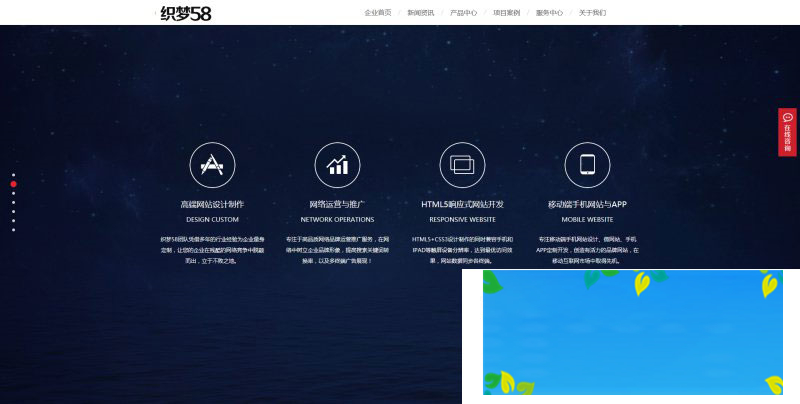 织梦58
企业首页 / 新闻资讯 / 产品中心 / 项目案例 / 服务中心 / 关于我们
在线咨询
高端网站设计制作
DESIGN CUSTOM
织梦58团队凭借多年的行业经验为企业量身
定制，让您的企业在残酷的网络竞争中脱颖
而出，立于不败之地。
网络运营与推广
NETWORK OPERATIONS
专注于高品质网络品牌运营推广服务，在网
络中树立企业品牌形象，提高搜索关键词转
换率，以及多终端广告展现！
HTML5响应式网站开发
RESPONSIVE WEBSITE
HTML5+CSS3设计制作的同时兼容手机和
IPAD等触屏设备分辨率，达到最优访问效
果，网站数据同步各终端。
移动端手机网站与APP
MOBILE WEBSITE
专注移动端手机网站设计、微网站、手机
APP定制开发，创造有活力的品牌网站，在
移动互联网市场中取得先机。